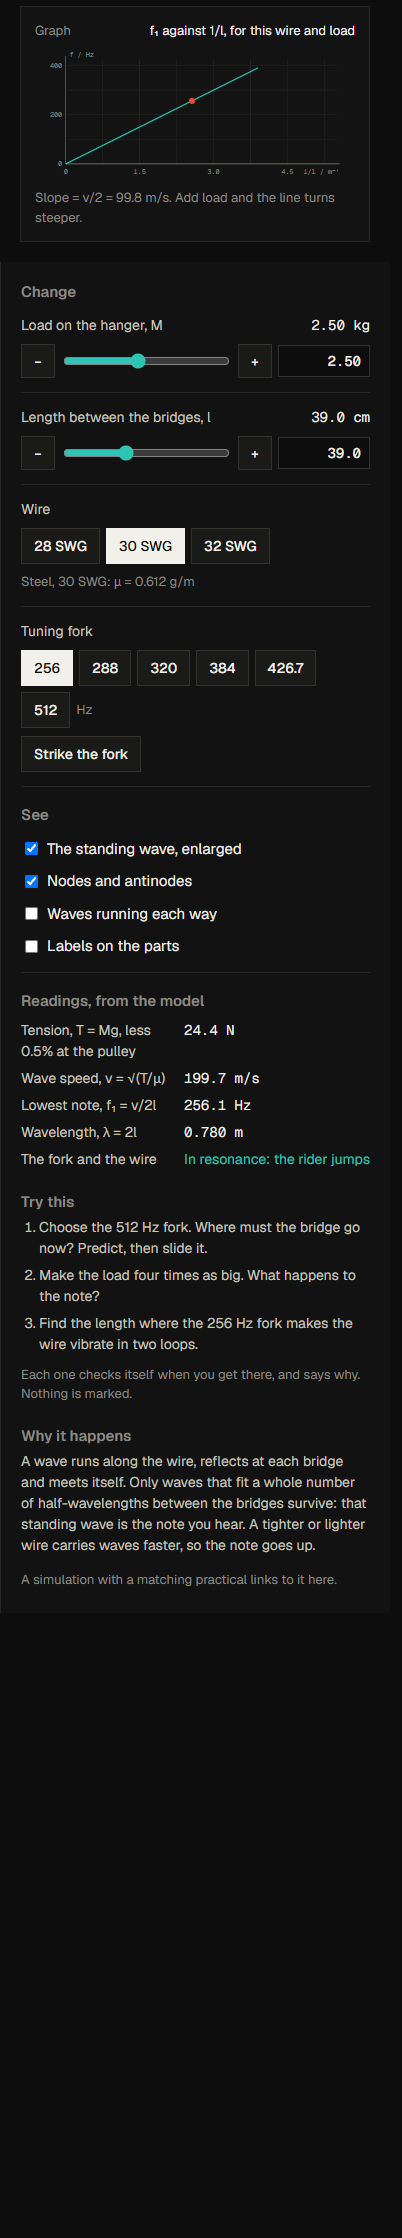 Graph
f₁ against 1/l, for this wire and load
f / Hz
400
200
0
0
1.5
3.0
4.5
1/l / m⁻¹
Slope = v/2 = 99.8 m/s. Add load and the line turns
steeper.
Change
Load on the hanger, M
2.50 kg
−
+
2.50
Length between the bridges, l
39.0 cm
−
+
39.0
Wire
28 SWG
30 SWG
32 SWG
Steel, 30 SWG: μ = 0.612 g/m
Tuning fork
256
288
320
384
426.7
512
Hz
Strike the fork
See
The standing wave, enlarged
Nodes and antinodes
Waves running each way
Labels on the parts
Readings, from the model
Tension, T = Mg, less
0.5% at the pulley
24.4 N
Wave speed, v = √(T/μ)
199.7 m/s
Lowest note, f₁ = v/2l
256.1 Hz
Wavelength, λ = 2l
0.780 m
The fork and the wire
In resonance: the rider jumps
Try this
1. Choose the 512 Hz fork. Where must the bridge go
now? Predict, then slide it.
2. Make the load four times as big. What happens to
the note?
3. Find the length where the 256 Hz fork makes the
wire vibrate in two loops.
Each one checks itself when you get there, and says why.
Nothing is marked.
Why it happens
A wave runs along the wire, reflects at each bridge
and meets itself. Only waves that fit a whole number
of half-wavelengths between the bridges survive: that
standing wave is the note you hear. A tighter or lighter
wire carries waves faster, so the note goes up.
A simulation with a matching practical links to it here.